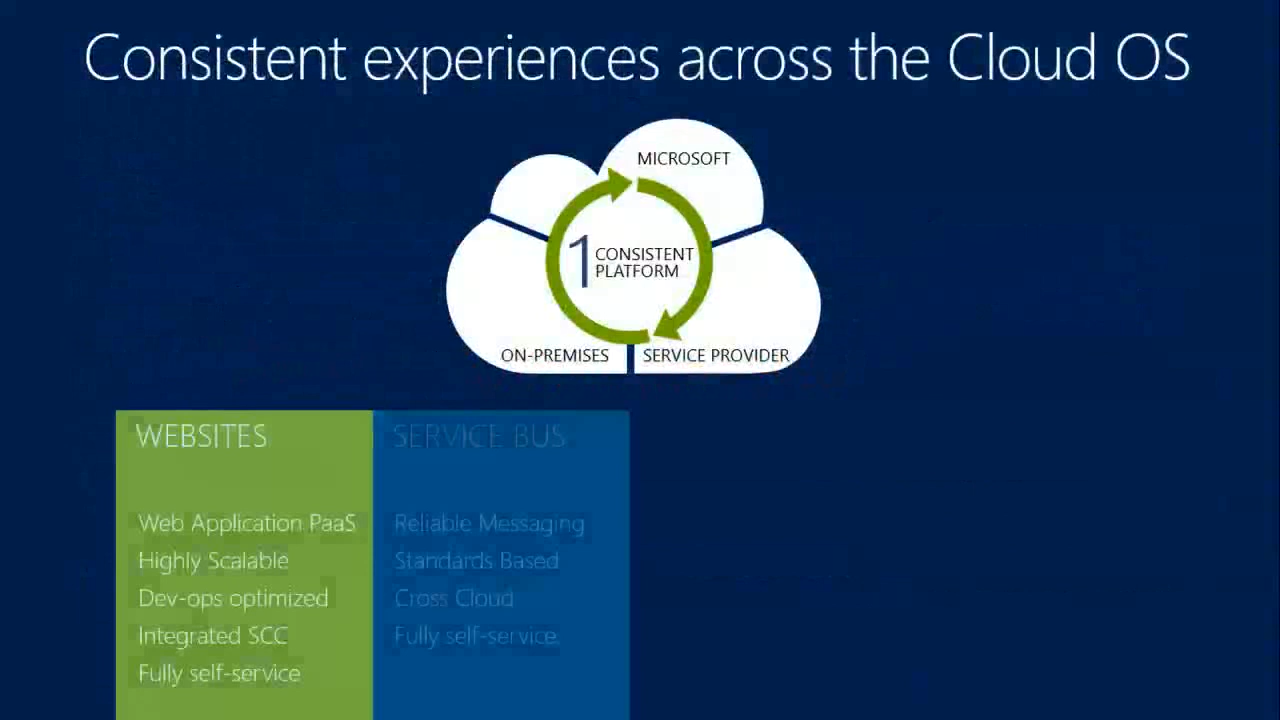 Consistent experiences across the Cloud OS
MICROSOFT
1 CONSISTENT
PLATFORM
ON-PREMISES
SERVICE PROVIDER
WEBSITES
Web Application PaaS
Highly Scalable
Dev-ops optimized
Integrated SCC
Fully self-service
SERVICE BUS
Reliable Messaging
Standards Based
Cross Cloud
Fully self-service